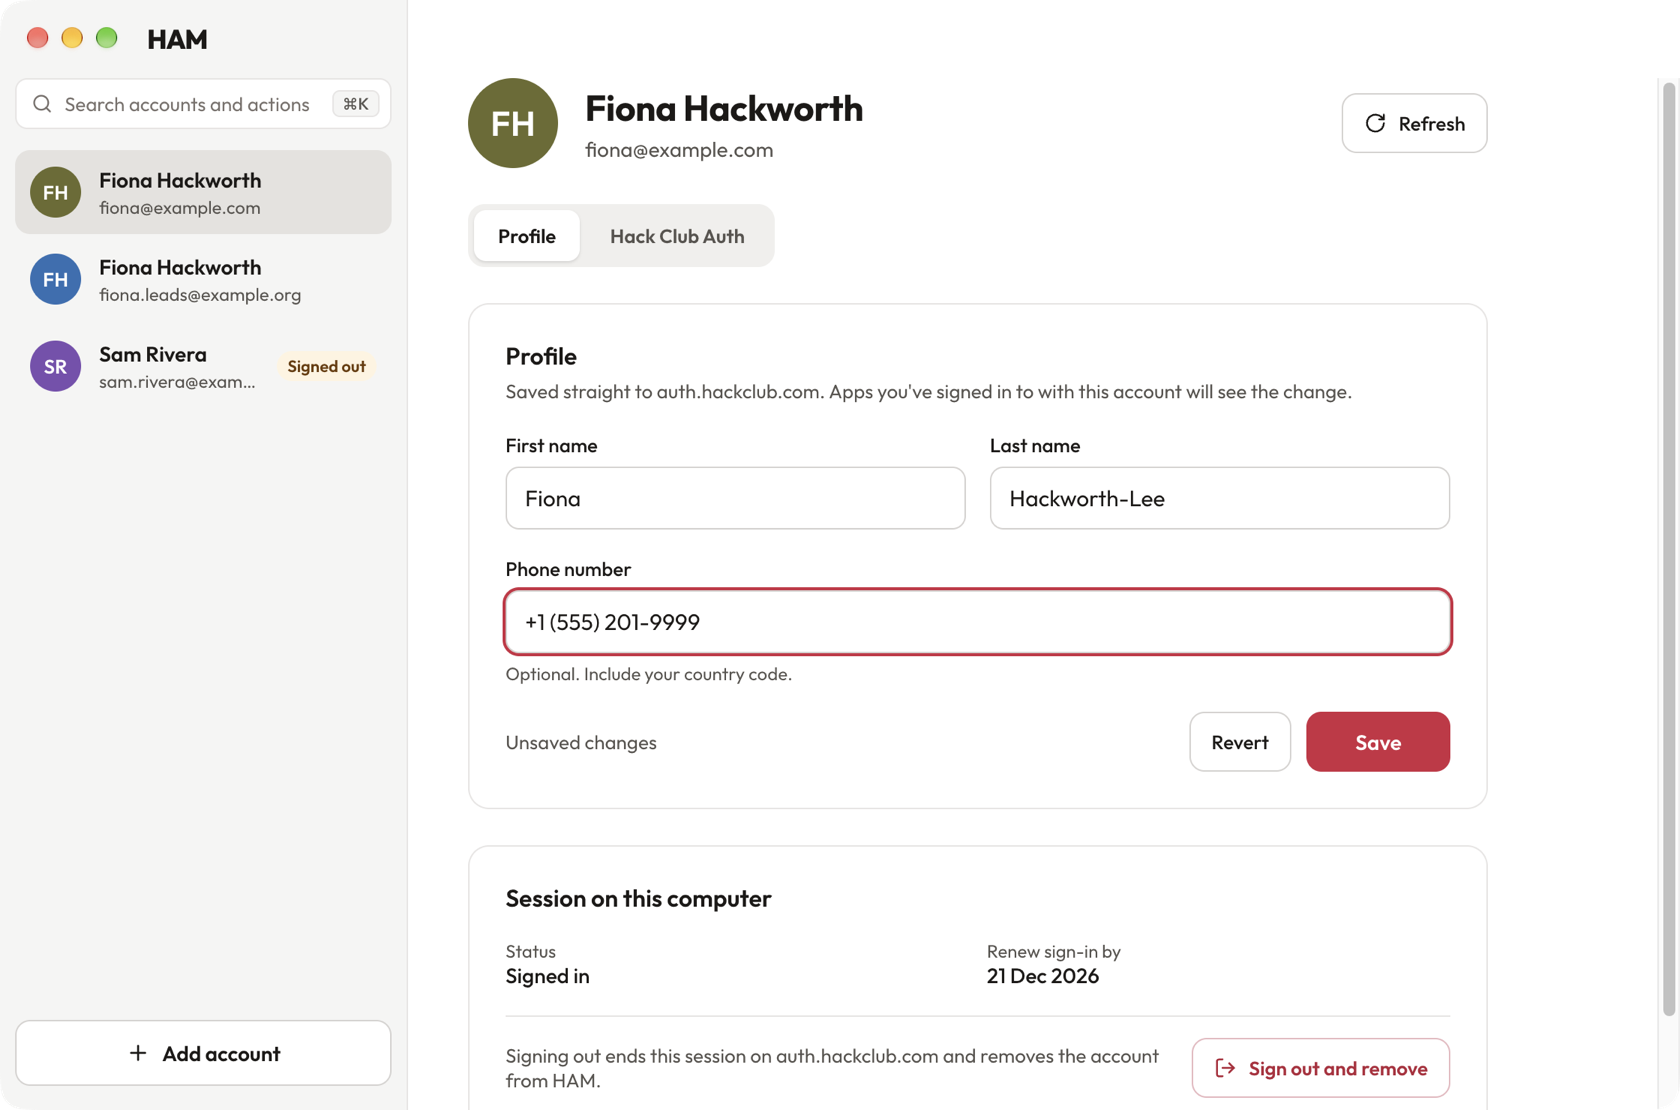 HAM
Search accounts and actions ⌘K
FH
Fiona Hackworth
fiona@example.com
FH
Fiona Hackworth
fiona.leads@example.org
SR
Sam Rivera
sam.rivera@exam...
Signed out
Add account
FH
Fiona Hackworth
fiona@example.com
Refresh
Profile
Hack Club Auth
Profile
Saved straight to auth.hackclub.com. Apps you've signed in to with this account will see the change.
First name
Fiona
Last name
Hackworth-Lee
Phone number
+1 (555) 201-9999
Optional. Include your country code.
Unsaved changes
Revert
Save
Session on this computer
Status
Signed in
Renew sign-in by
21 Dec 2026
Signing out ends this session on auth.hackclub.com and removes the account
from HAM.
Sign out and remove